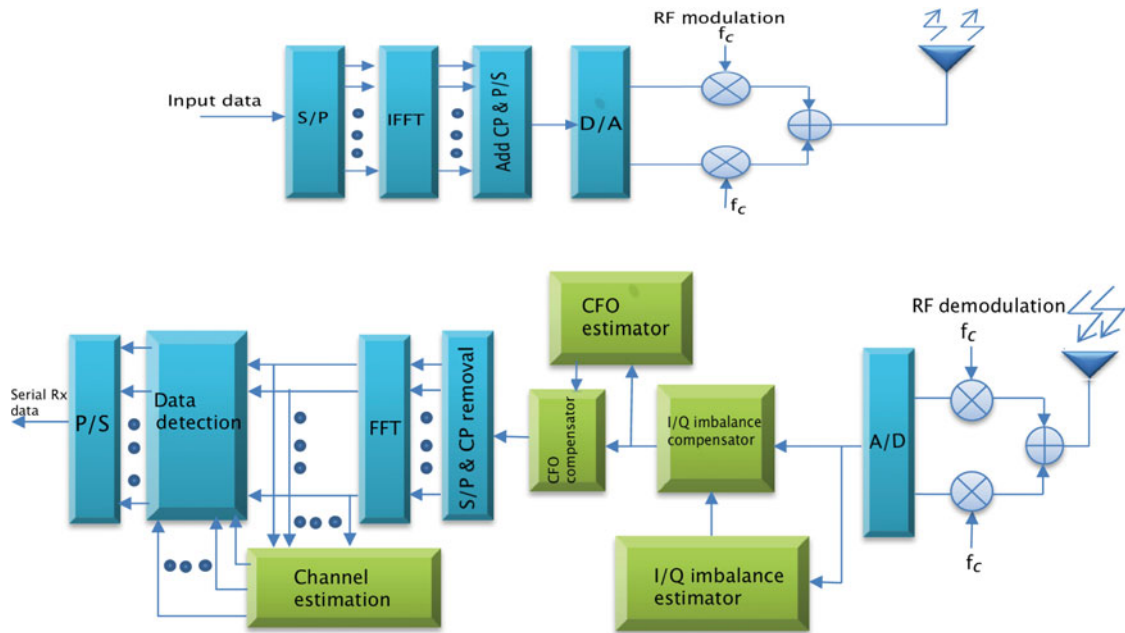 RF modulation
fc
Input data
S/P
IFFT
Add CP & P/S
D/A
fc
CFO
estimator
RF demodulation
fc
Serial Rx
data
P/S
Data
detection
FFT
S/P & CP removal
CFO
compensator
I/Q imbalance
compensator
A/D
fc
Channel
estimation
I/Q imbalance
estimator